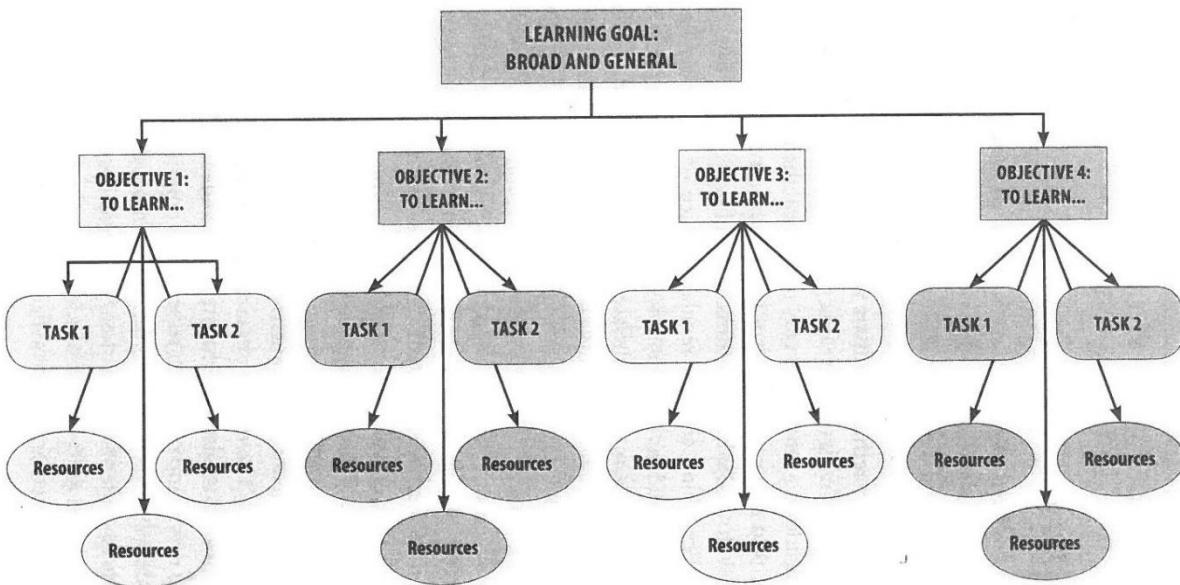 LEARNING GOAL:
BROAD AND GENERAL
OBJECTIVE 1:
TO LEARN...
OBJECTIVE 2:
TO LEARN...
OBJECTIVE 3:
TO LEARN...
OBJECTIVE 4:
TO LEARN...
TASK 1
TASK 2
TASK 1
TASK 2
TASK 1
TASK 2
TASK 1
TASK 2
Resources
Resources
Resources
Resources
Resources
Resources
Resources
Resources
Resources
Resources
Resources
Resources